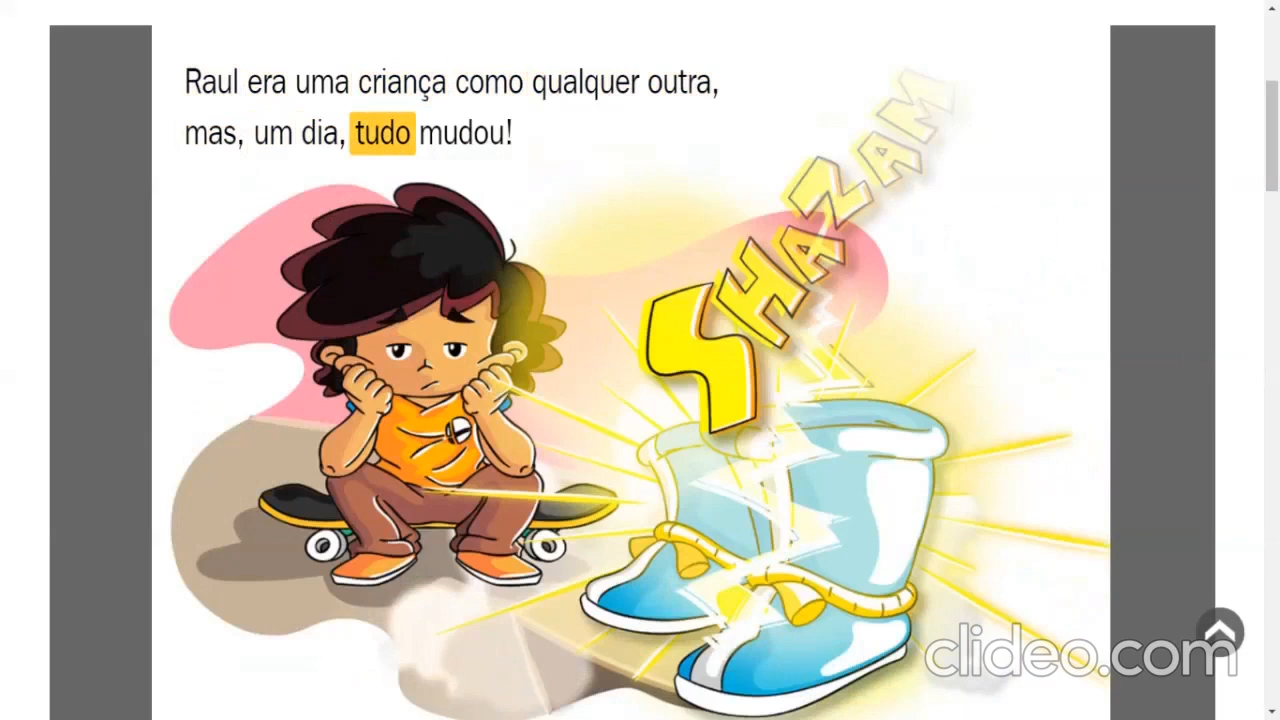 Raul era uma criança como qualquer outra,
mas, um dia, tudo mudou!
SHAZAM
clideo.com